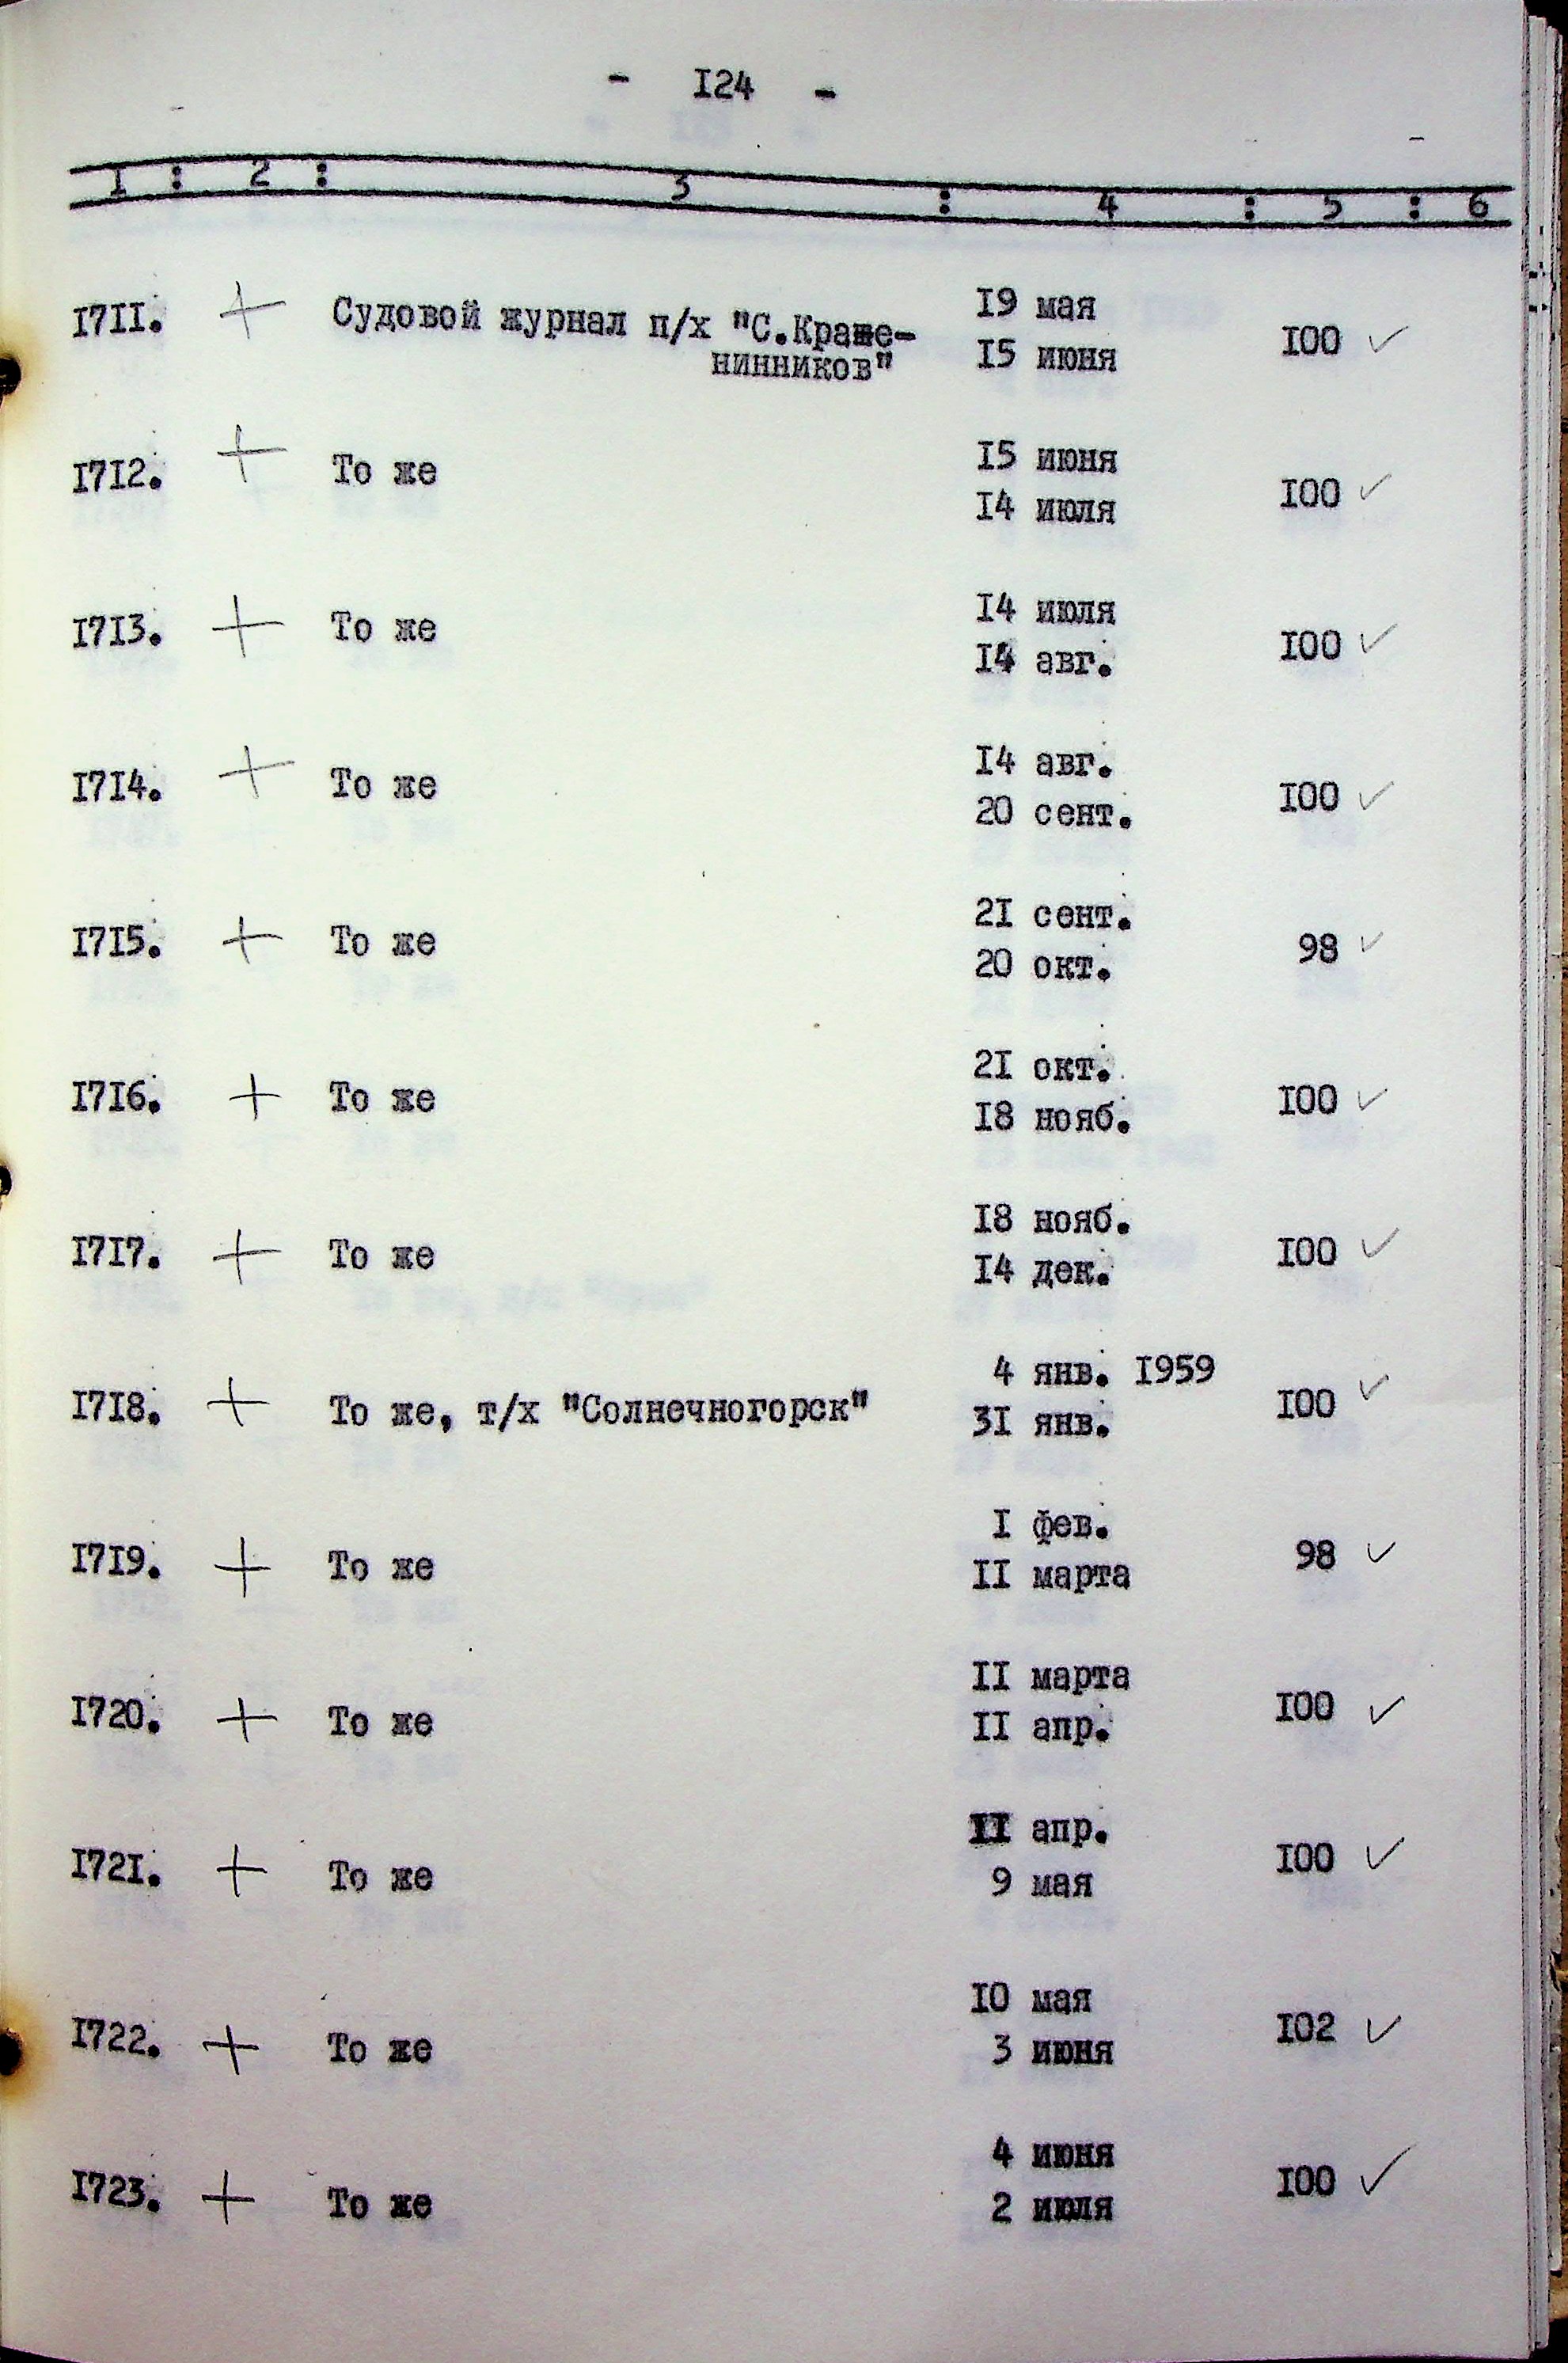 - 124 -
1 : 2 : 3 : 4 : 5 : 6
1711. + Судовой журнал п/х "С.Краше- 19 мая
нинников" 15 июня 100 ✓
15 июня
1712. + То же 14 июля 100 ✓
14 июля
1713. + То же 14 авг. 100 ✓
14 авг.
1714. + То же 20 сент. 100 ✓
21 сент.
1715. + То же 20 окт. 98 ✓
21 окт.
1716. + То же 18 нояб. 100 ✓
18 нояб.
1717. + То же 14 дек. 100 ✓
4 янв. 1959
1718. + То же, т/х "Солнечногорск" 31 янв. 100 ✓
1 фев.
1719. + То же 11 марта 98 ✓
11 марта
1720. + То же 11 апр. 100 ✓
11 апр.
1721. + То же 9 мая 100 ✓
10 мая
1722. + То же 3 июня 102 ✓
4 июня
1723. + То же 2 июля 100 ✓